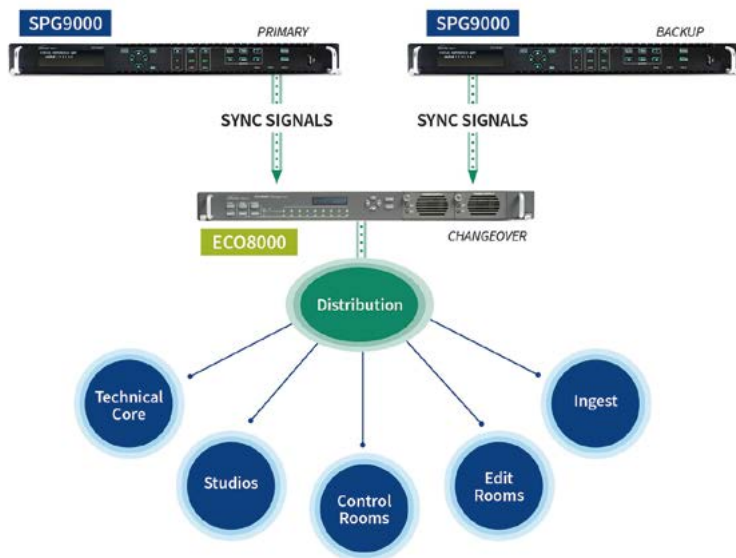 SPG9000
PRIMARY
SPG9000
BACKUP
SYNC SIGNALS
SYNC SIGNALS
ECO8000
CHANGEOVER
Distribution
Technical
Core
Studios
Control
Rooms
Edit
Rooms
Ingest